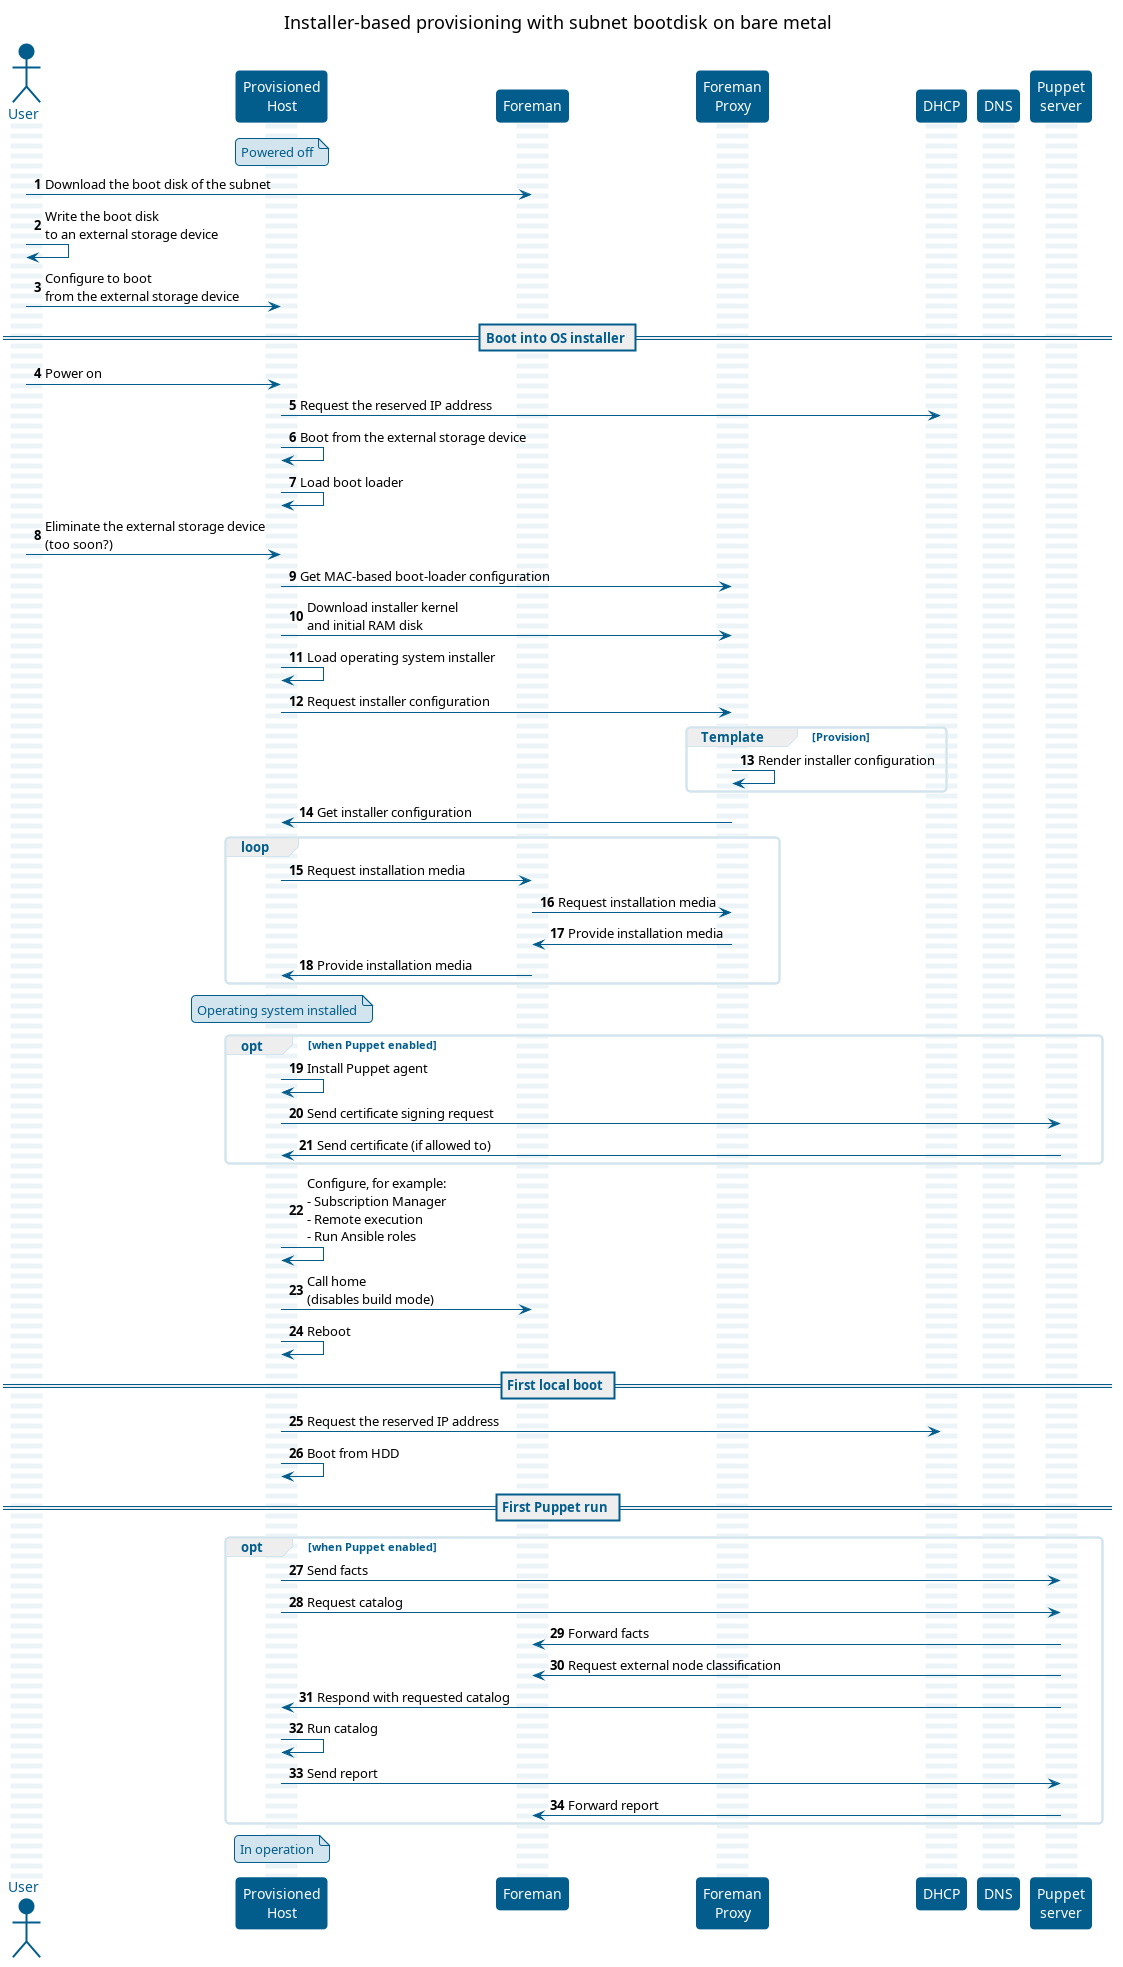 Installer-based provisioning with subnet bootdisk on bare metal
User
Provisioned
Host
Foreman
Foreman
Proxy
DHCP
DNS
Puppet
server
Powered off
1 Download the boot disk of the subnet
2 Write the boot disk
to an external storage device
3 Configure to boot
from the external storage device
Boot into OS installer
4 Power on
5 Request the reserved IP address
6 Boot from the external storage device
7 Load boot loader
8 Eliminate the external storage device
(too soon?)
9 Get MAC-based boot-loader configuration
10 Download installer kernel
and initial RAM disk
11 Load operating system installer
12 Request installer configuration
Template [Provision]
13 Render installer configuration
14 Get installer configuration
loop
15 Request installation media
16 Request installation media
17 Provide installation media
18 Provide installation media
Operating system installed
opt [when Puppet enabled]
19 Install Puppet agent
20 Send certificate signing request
21 Send certificate (if allowed to)
22 Configure, for example:
- Subscription Manager
- Remote execution
- Run Ansible roles
23 Call home
(disables build mode)
24 Reboot
First local boot
25 Request the reserved IP address
26 Boot from HDD
First Puppet run
opt [when Puppet enabled]
27 Send facts
28 Request catalog
29 Forward facts
30 Request external node classification
31 Respond with requested catalog
32 Run catalog
33 Send report
34 Forward report
In operation
User
Provisioned
Host
Foreman
Foreman
Proxy
DHCP
DNS
Puppet
server